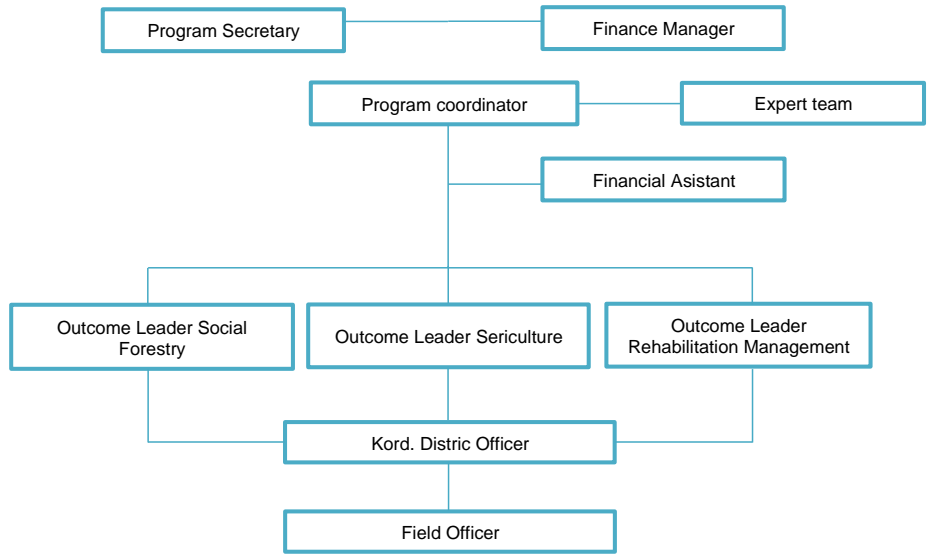 Program Secretary
Finance Manager
Program coordinator
Expert team
Financial Asistant
Outcome Leader Social
Forestry
Outcome Leader Sericulture
Outcome Leader
Rehabilitation Management
Kord. Distric Officer
Field Officer